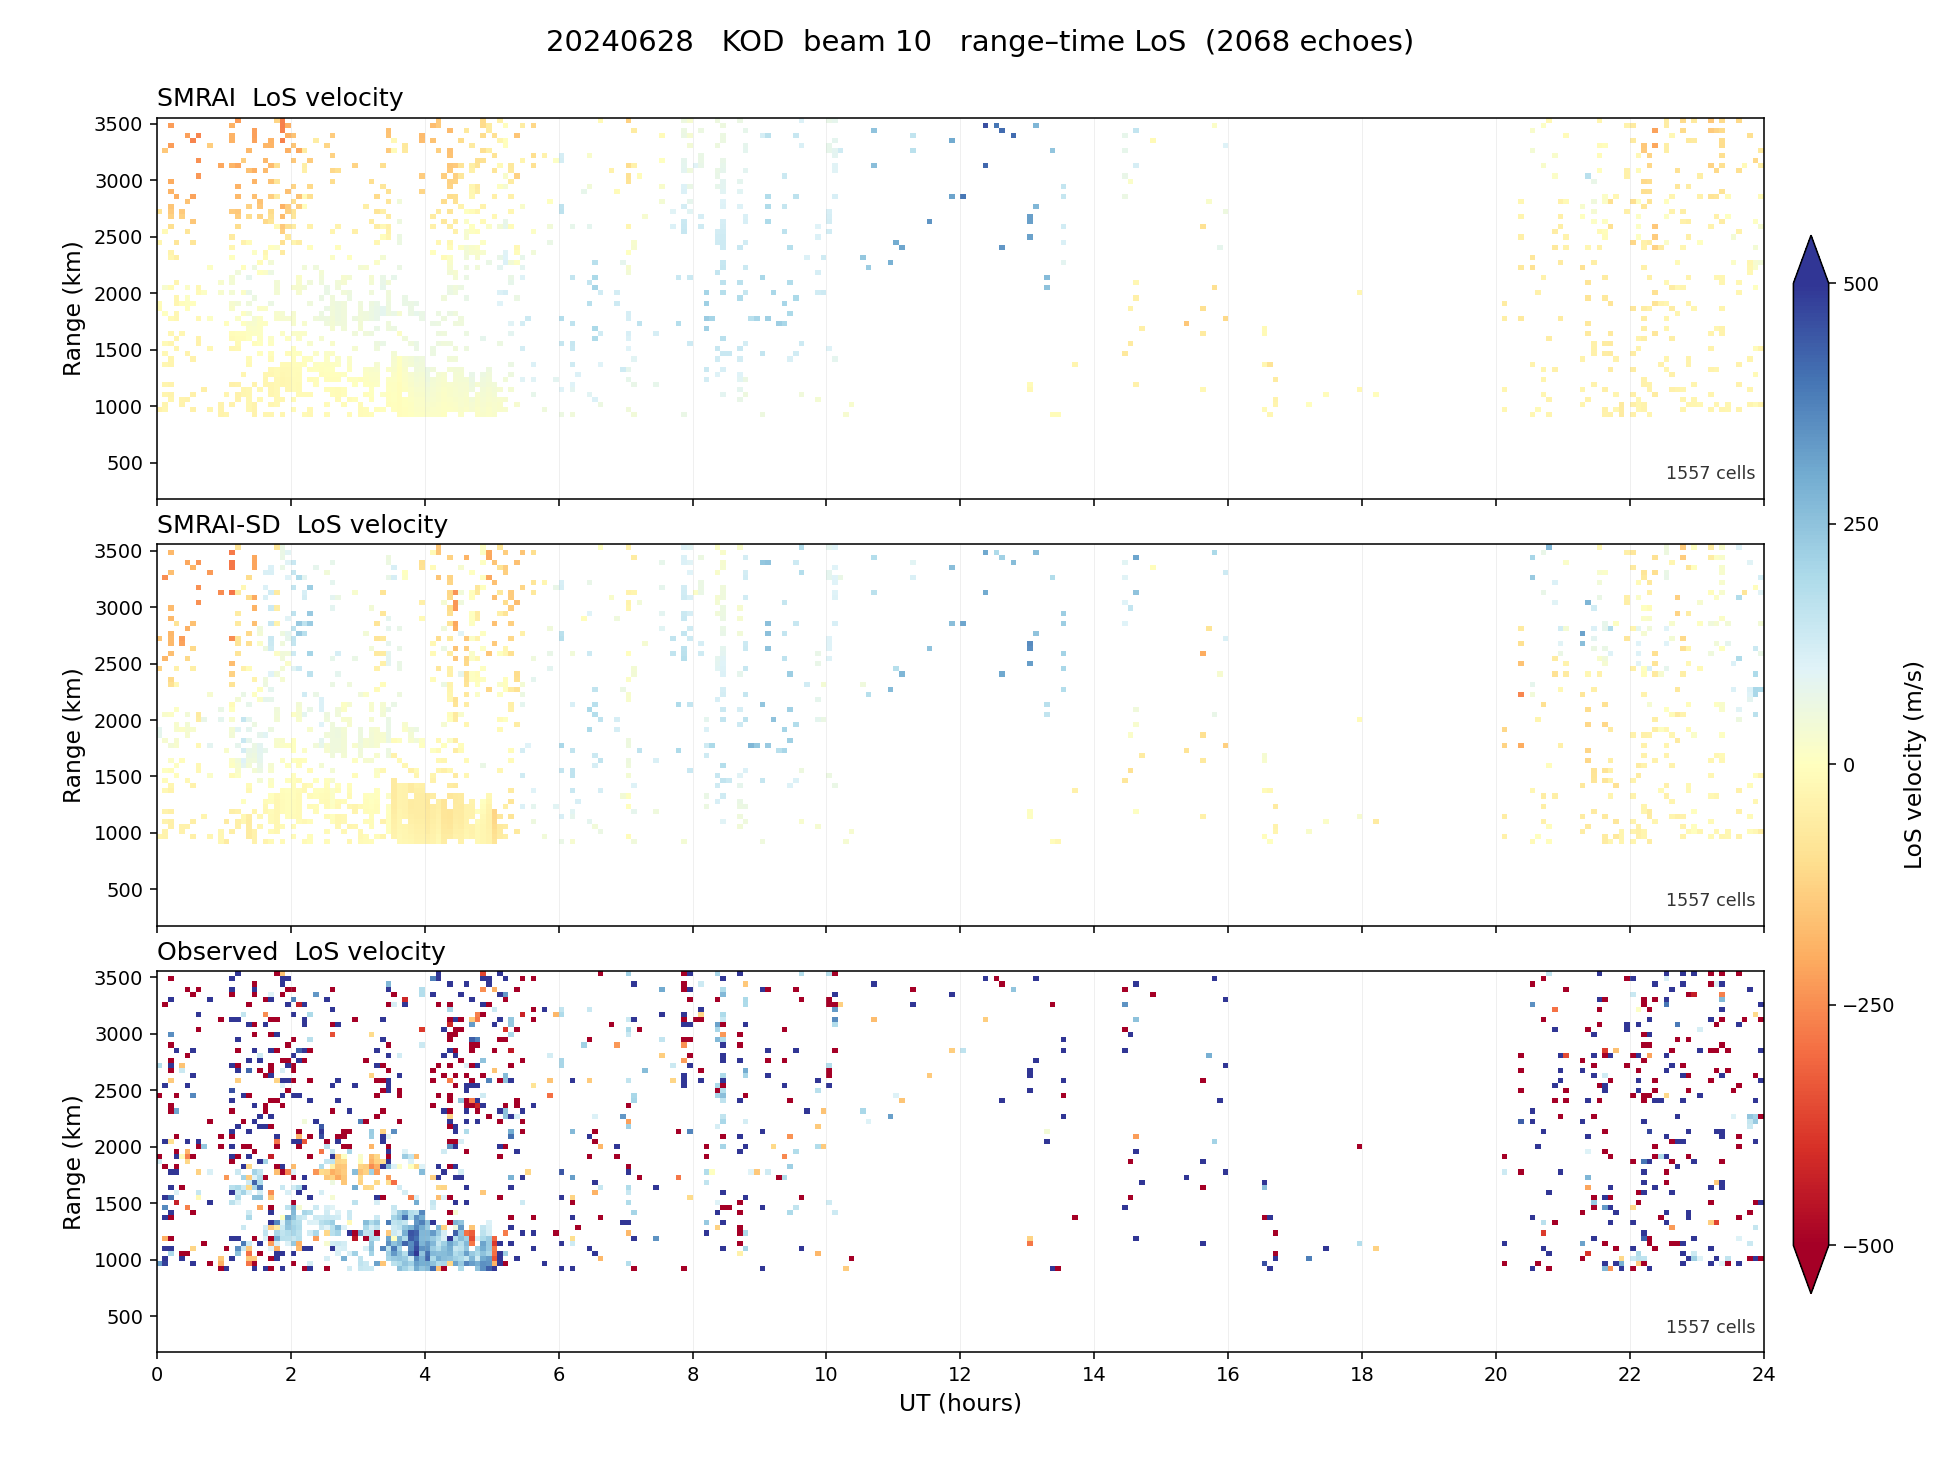 20240628 KOD beam 10 range–time LoS (2068 echoes)
SMRAI LoS velocity
3500
3000
2500
2000
1500
1000
500
Range (km)
1557 cells
SMRAI-SD LoS velocity
3500
3000
2500
2000
1500
1000
500
Range (km)
1557 cells
Observed LoS velocity
3500
3000
2500
2000
1500
1000
500
Range (km)
1557 cells
0 2 4 6 8 10 12 14 16 18 20 22 24
UT (hours)
500
250
0
−250
−500
LoS velocity (m/s)